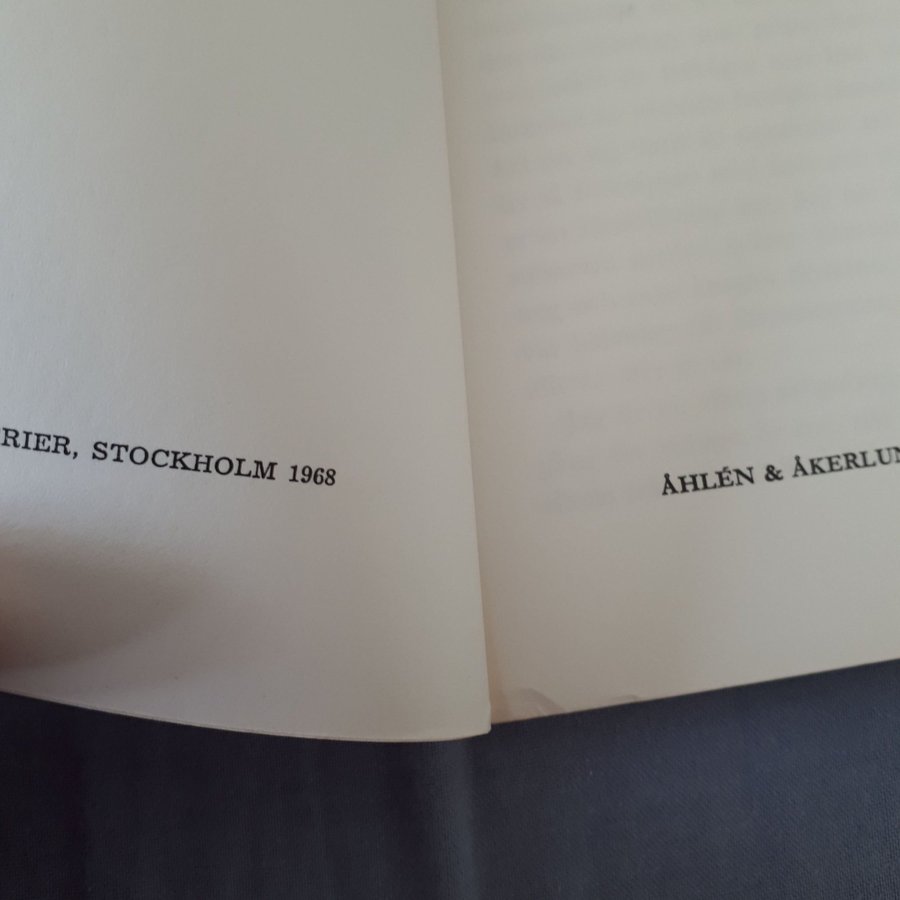 RIER, STOCKHOLM 1968
ÅHLÉN & ÅKERLUN